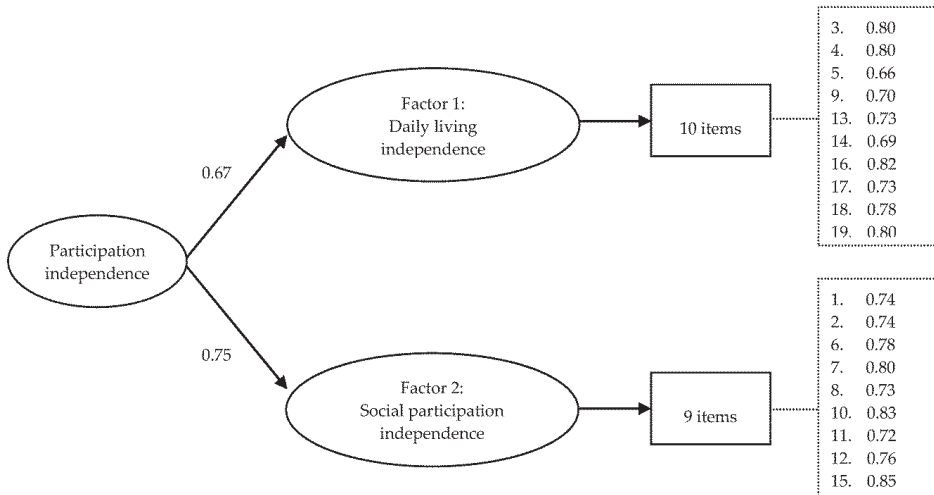 Participation
independence
0.67
0.75
Factor 1:
Daily living
independence
10 items
3. 0.80
4. 0.80
5. 0.66
9. 0.70
13. 0.73
14. 0.69
16. 0.82
17. 0.73
18. 0.78
19. 0.80
Factor 2:
Social participation
independence
9 items
1. 0.74
2. 0.74
6. 0.78
7. 0.80
8. 0.73
10. 0.83
11. 0.72
12. 0.76
15. 0.85